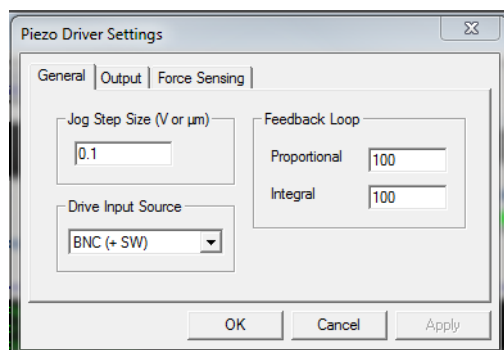 Piezo Driver Settings
General Output Force Sensing
Jog Step Size (V or µm)
0.1
Drive Input Source
BNC (+ SW)
Feedback Loop
Proportional 100
Integral 100
OK Cancel Apply